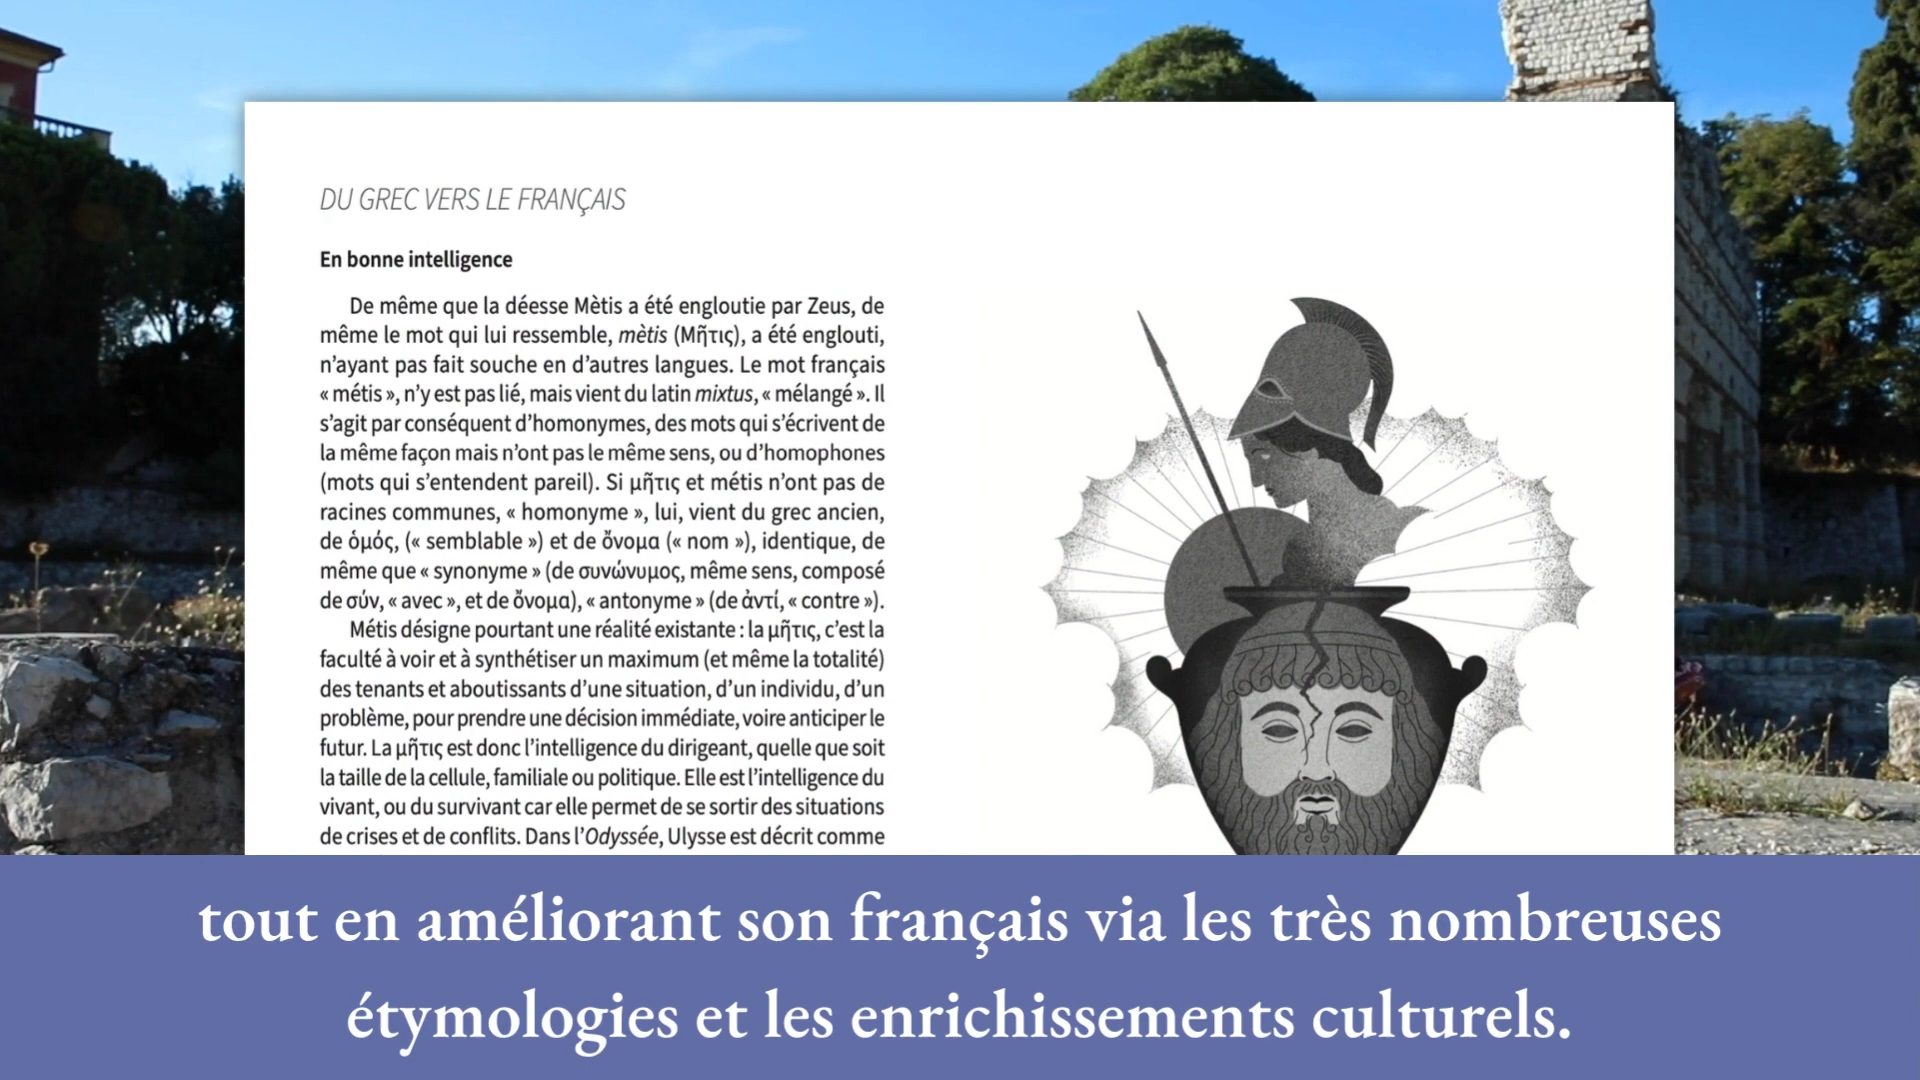 DU GREC VERS LE FRANÇAIS
En bonne intelligence
De même que la déesse Mètis a été engloutie par Zeus, de
même le mot qui lui ressemble, mètis (Μῆτις), a été englouti,
n’ayant pas fait souche en d’autres langues. Le mot français
« métis », n’y est pas lié, mais vient du latin mixtus, « mélangé ». Il
s’agit par conséquent d’homonymes, des mots qui s’écrivent de
la même façon mais n’ont pas le même sens, ou d’homophones
(mots qui s’entendent pareil). Si μῆτις et métis n’ont pas de
racines communes, « homonyme », lui, vient du grec ancien,
de ὁμός, (« semblable ») et de ὄνομα (« nom »), identique, de
même que « synonyme » (de συνώνυμος, même sens, composé
de σύν, « avec », et de ὄνομα), « antonyme » (de ἀντί, « contre »).
Métis désigne pourtant une réalité existante : la μῆτις, c’est la
faculté à voir et à synthétiser un maximum (et même la totalité)
des tenants et aboutissants d’une situation, d’un individu, d’un
problème, pour prendre une décision immédiate, voire anticiper le
futur. La μῆτις est donc l’intelligence du dirigeant, quelle que soit
la taille de la cellule, familiale ou politique. Elle est l’intelligence du
vivant, ou du survivant car elle permet de se sortir des situations
de crises et de conflits. Dans l’Odyssée, Ulysse est décrit comme
tout en améliorant son français via les très nombreuses
étymologies et les enrichissements culturels.